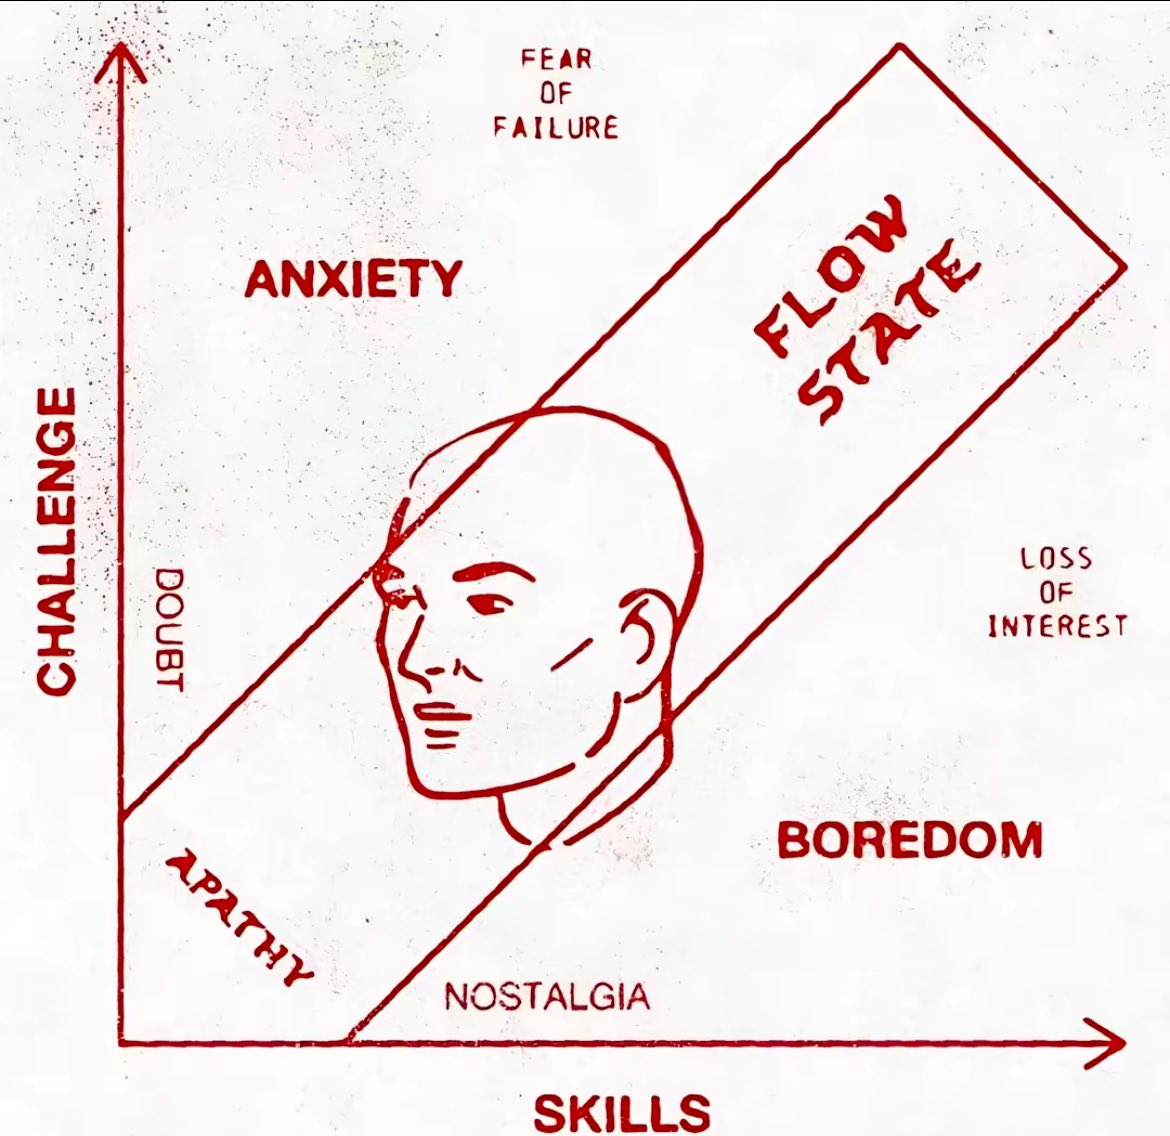 FEAR
OF
FAILURE
FLOW
STATE
ANXIETY
CHALLENGE
DOUBT
LOSS
OF
INTEREST
BOREDOM
APATHY
NOSTALGIA
SKILLS